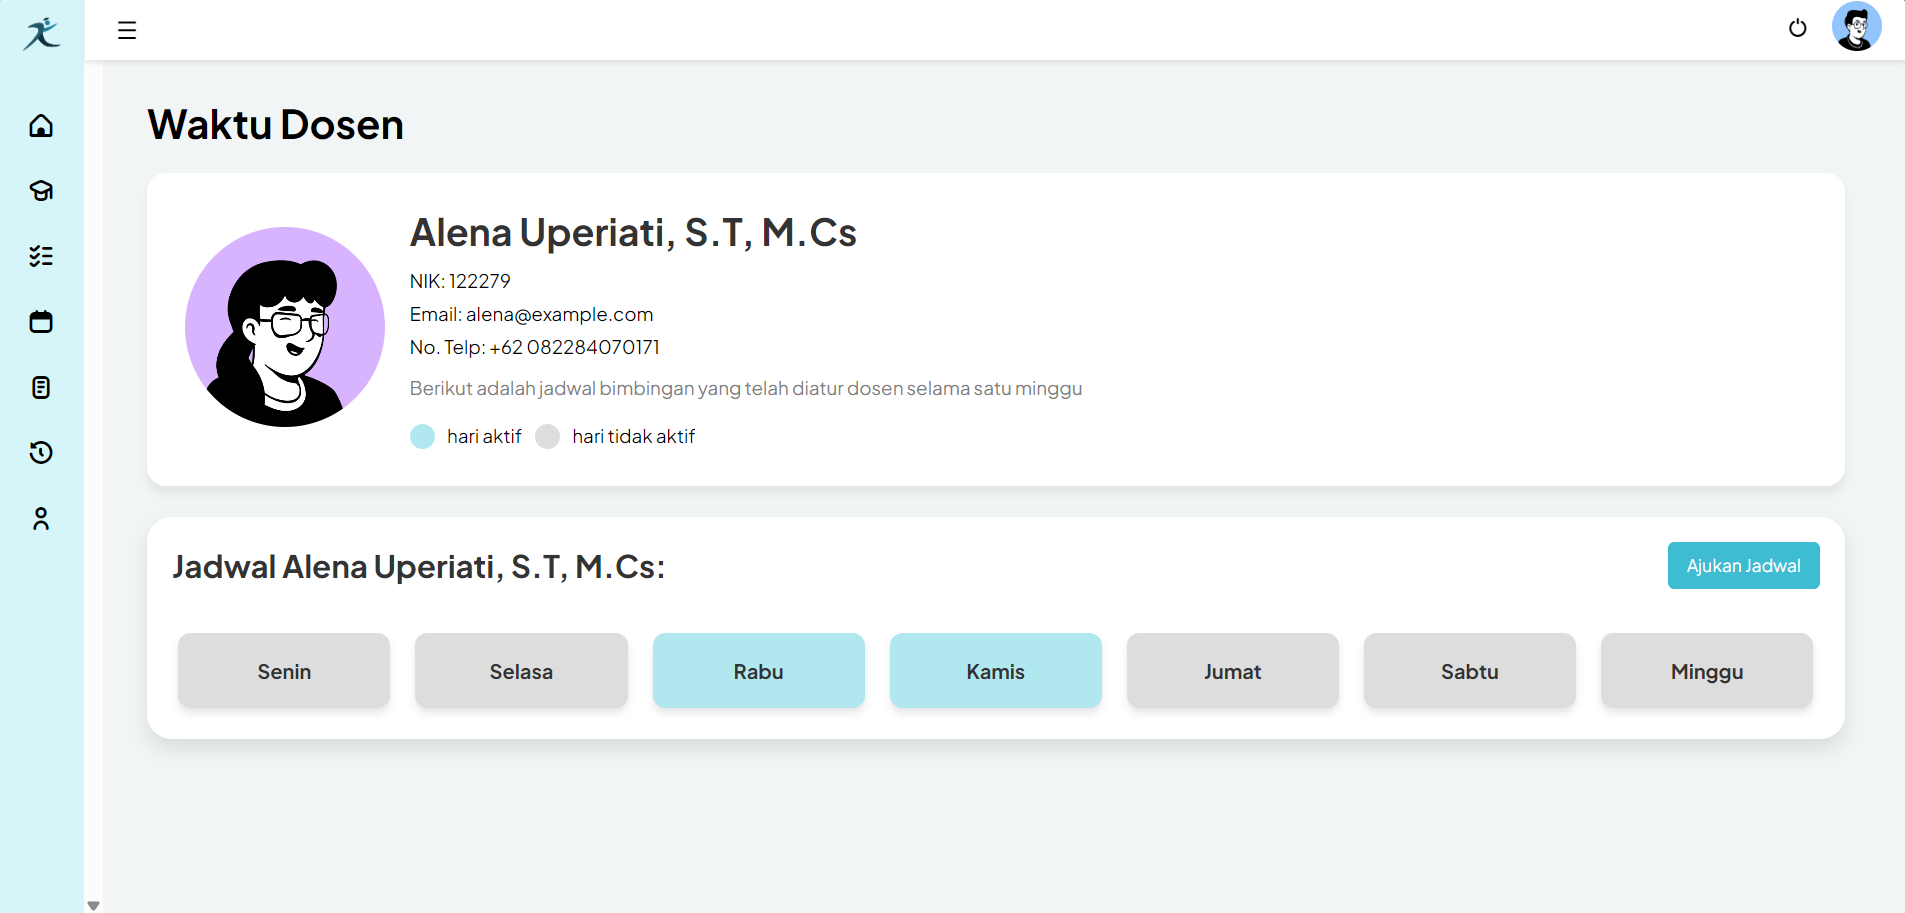 Waktu Dosen
Alena Uperiati, S.T, M.Cs
NIK: 122279
Email: alena@example.com
No. Telp: +62 082284070171
Berikut adalah jadwal bimbingan yang telah diatur dosen selama satu minggu
hari aktif hari tidak aktif
Jadwal Alena Uperiati, S.T, M.Cs:
Ajukan Jadwal
Senin Selasa Rabu Kamis Jumat Sabtu Minggu